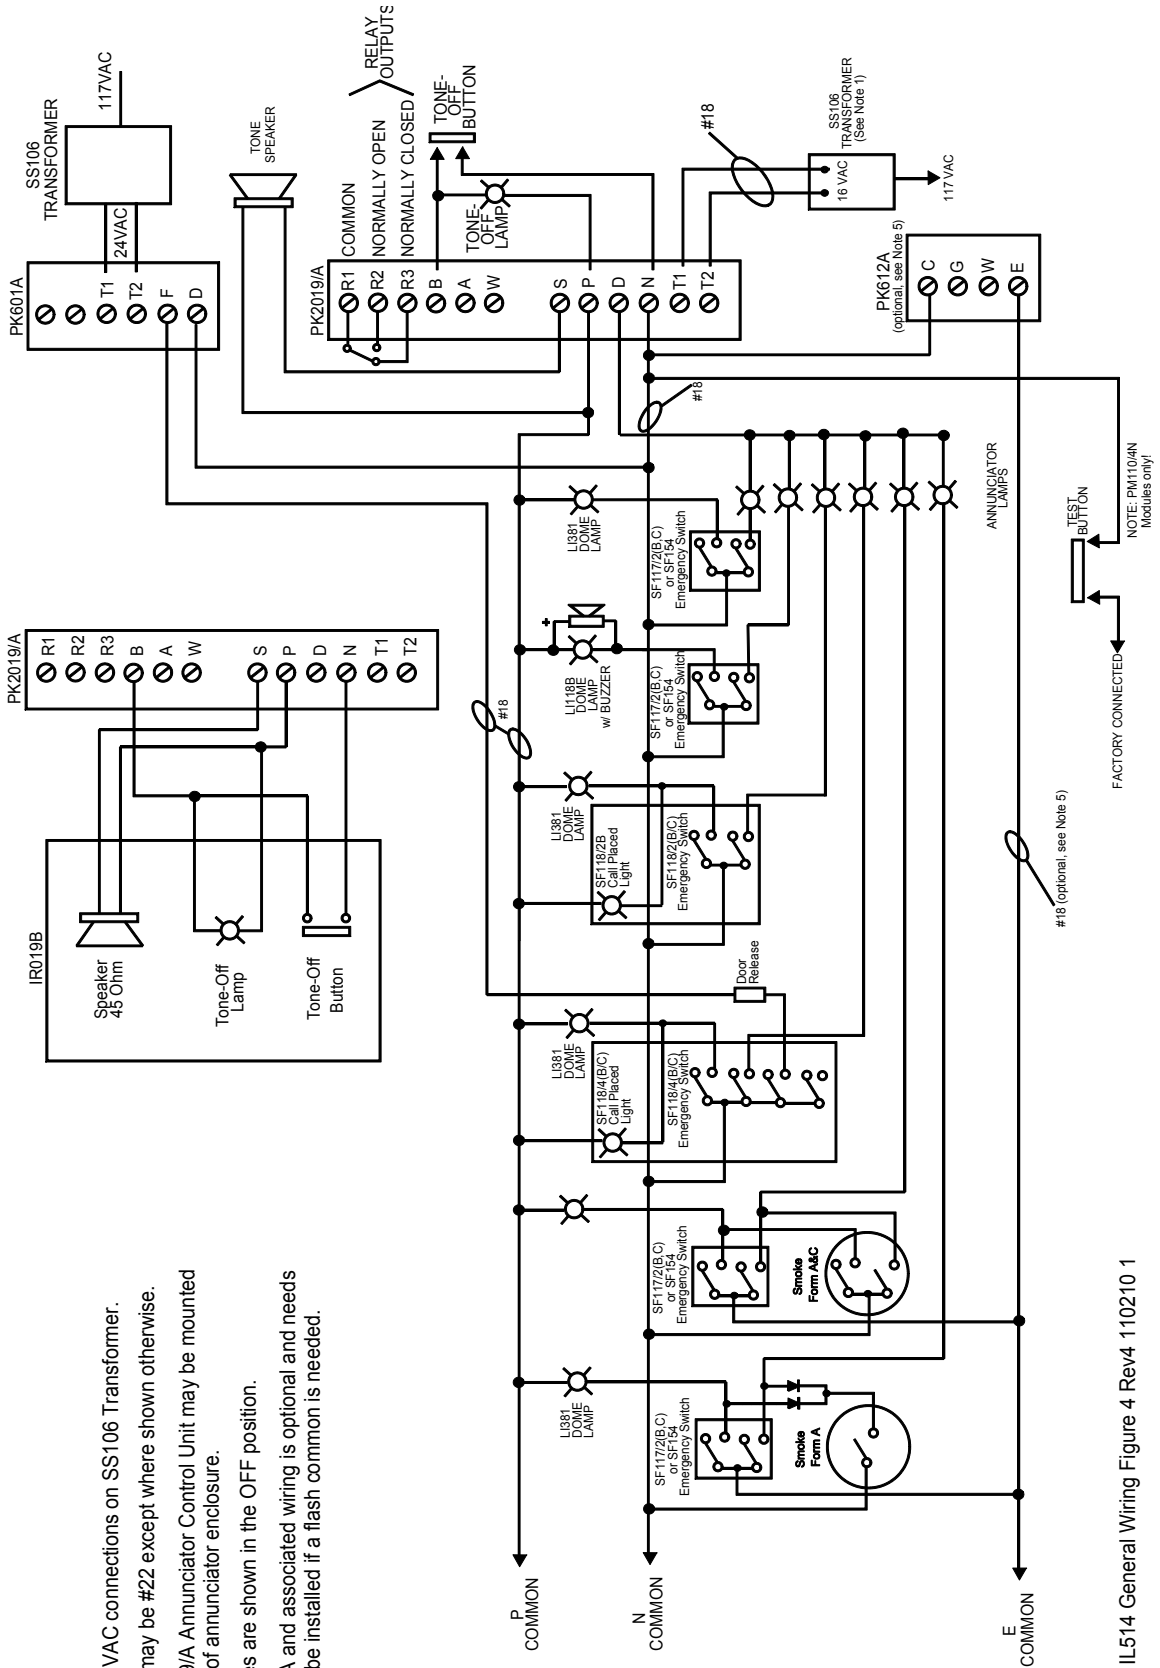 SS106
TRANSFORMER
117VAC
24VAC
PK601A
T1
T2
F
D
TONE
SPEAKER
RELAY
OUTPUTS
COMMON
NORMALLY OPEN
NORMALLY CLOSED
TONE-
OFF
BUTTON
TONE-
OFF
LAMP
PK2019/A
R1
R2
R3
B
A
W
S
P
D
N
T1
T2
#18
16 VAC
SS106
TRANSFORMER
(See Note 1)
117 VAC
PK612A
(optional, see Note 5)
C
G
W
E
#18
PK2019/A
R1
R2
R3
B
A
W
S
P
D
N
T1
T2
IR019B
Speaker
45 Ohm
Tone-Off
Lamp
Tone-Off
Button
#18
LI381
DOME
LAMP
SF117/2(B,C)
or SF154
Emergency Switch
+
LI118B
DOME
LAMP
w/ BUZZER
SF117/2(B,C)
or SF154
Emergency Switch
LI381
DOME
LAMP
SF118/2B
Call Placed
Light
SF118/2(B/C)
Emergency Switch
Door
Release
LI381
DOME
LAMP
SF118/4(B/C)
Call Placed
Light
SF118/4(B/C)
Emergency Switch
SF117/2(B,C)
or SF154
Emergency Switch
Smoke
Form A&C
LI381
DOME
LAMP
SF117/2(B,C)
or SF154
Emergency Switch
Smoke
Form A
ANNUNCIATOR
LAMPS
TEST
BUTTON
NOTE: PM110/4N
Modules only!
FACTORY CONNECTED
#18 (optional, see Note 5)
P
COMMON
N
COMMON
E
COMMON
VAC connections on SS106 Transformer.
may be #22 except where shown otherwise.
9/A Annunciator Control Unit may be mounted
of annunciator enclosure.
es are shown in the OFF position.
A and associated wiring is optional and needs
be installed if a flash common is needed.
IL514 General Wiring Figure 4 Rev4 110210 1